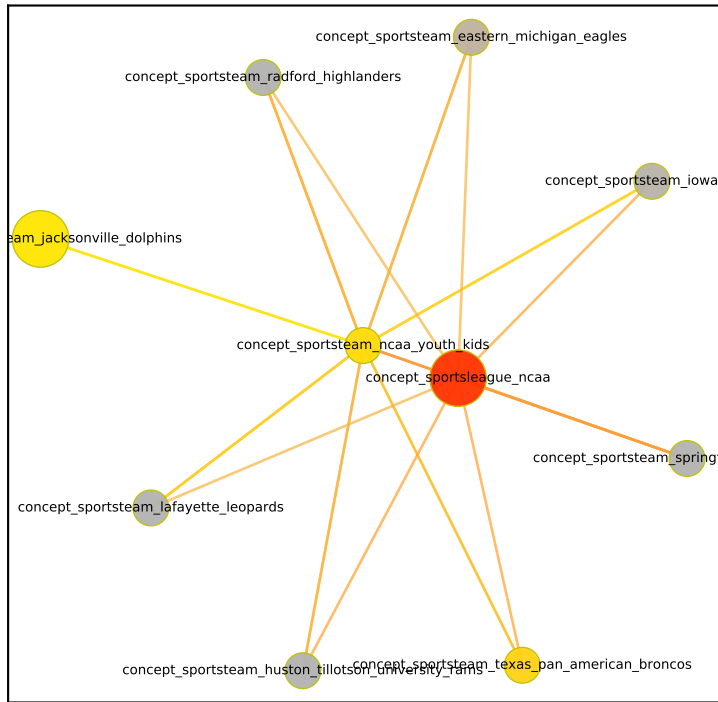 concept_sportsteam_eastern_michigan_eagles
concept_sportsteam_radford_highlanders
concept_sportsteam_iowa
eam_jacksonville_dolphins
concept_sportsteam_ncaa_youth_kids
concept_sportsleague_ncaa
concept_sportsteam_spring
concept_sportsteam_lafayette_leopards
concept_sportsteam_texas_pan_american_broncos
concept_sportsteam_huston_tillotson_university_rams